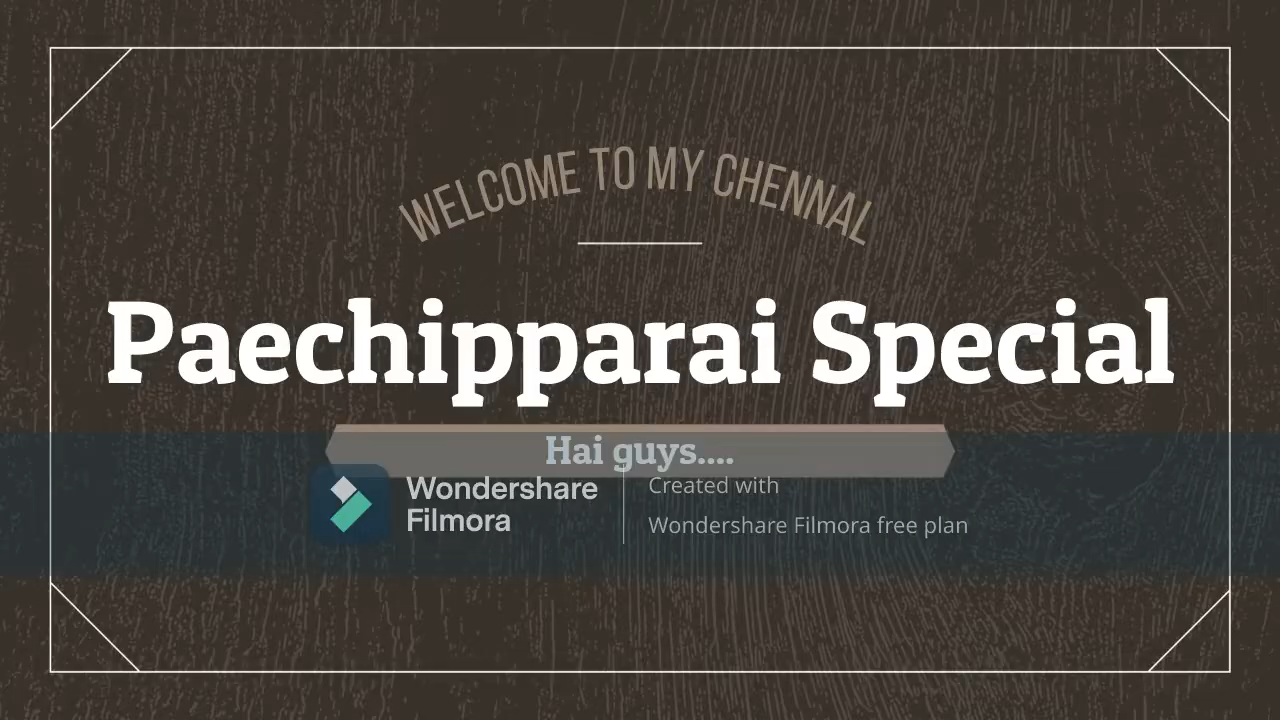 WELCOME TO MY CHENNAL
Paechipparai Special
Hai guys....
Wondershare
Filmora
Created with
Wondershare Filmora free plan